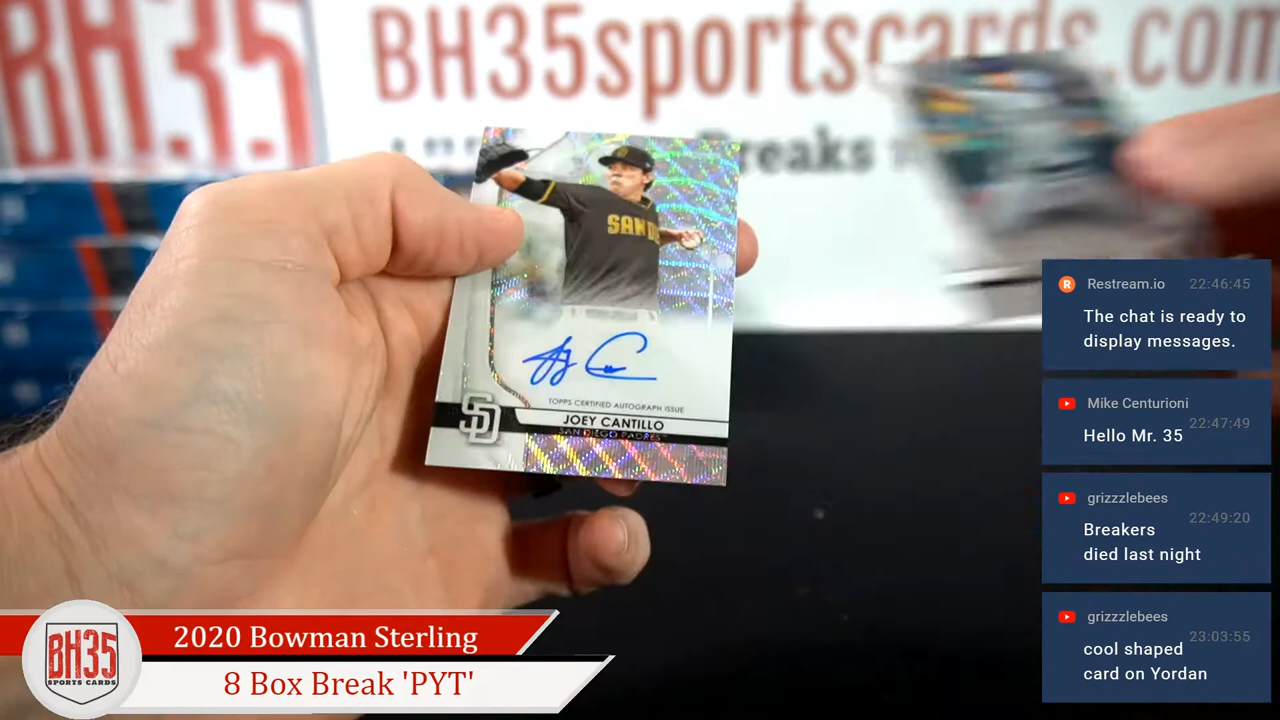 BH35
BH35sportscards.com
reaks
SAN D
SD
TOPPS CERTIFIED AUTOGRAPH ISSUE
JOEY CANTILLO
SAN DIEGO PADRES
Restream.io 22:46:45
The chat is ready to
display messages.
Mike Centurioni
22:47:49
Hello Mr. 35
grizzzlebees
22:49:20
Breakers
died last night
grizzzlebees
23:03:55
cool shaped
card on Yordan
BH35
SPORTS CARDS
2020 Bowman Sterling
8 Box Break 'PYT'